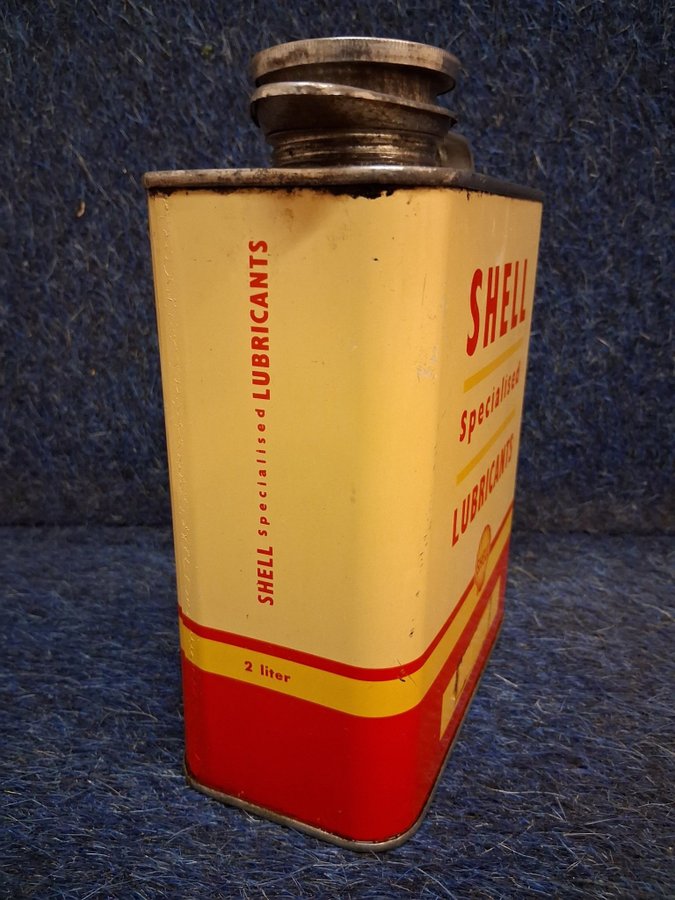 SHELL specialised LUBRICANTS
2 liter
SHELL
specialised
LUBRICANTS